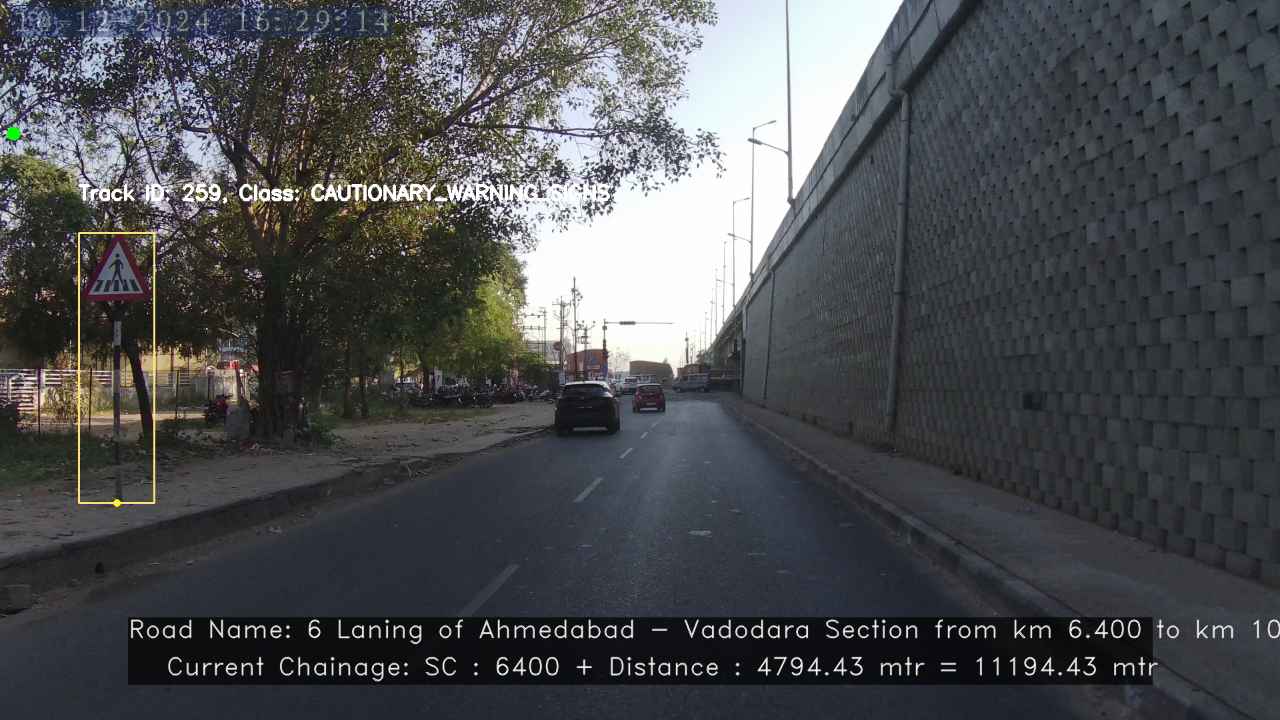 10-12-2024 16:29:14
Track ID: 259, Class: CAUTIONARY_WARNING_SIGNS
Road Name: 6 Laning of Ahmedabad - Vadodara Section from km 6.400 to km 10
Current Chainage: SC : 6400 + Distance : 4794.43 mtr = 11194.43 mtr